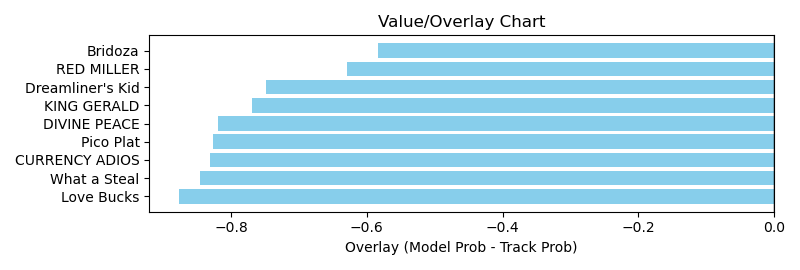 Value/Overlay Chart
Bridoza
RED MILLER
Dreamliner's Kid
KING GERALD
DIVINE PEACE
Pico Plat
CURRENCY ADIOS
What a Steal
Love Bucks
−0.8 −0.6 −0.4 −0.2 0.0
Overlay (Model Prob - Track Prob)